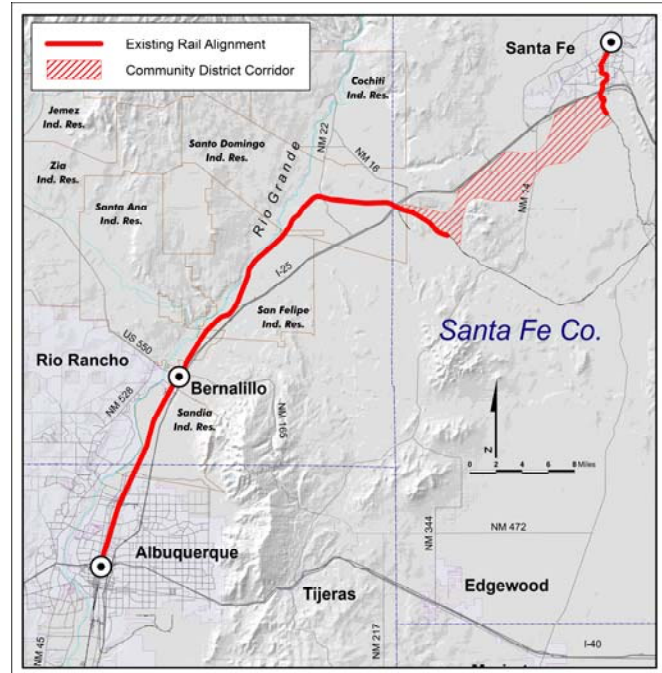 Existing Rail Alignment
Community District Corridor
Santa Fe
Cochiti
Ind. Res.
Jemez
Ind. Res.
Santo Domingo
Ind. Res.
NM 22
NM 16
Zia
Ind. Res.
Rio Grande
Santa Ana
Ind. Res.
NM 14
I-25
San Felipe
Ind. Res.
US 550
Santa Fe Co.
Rio Rancho
Bernalillo
NM 528
Sandia
Ind. Res.
NM 165
N
0 2 4 6 8 Miles
NM 344
NM 472
Albuquerque
Edgewood
Tijeras
NM 45
NM 217
I-40